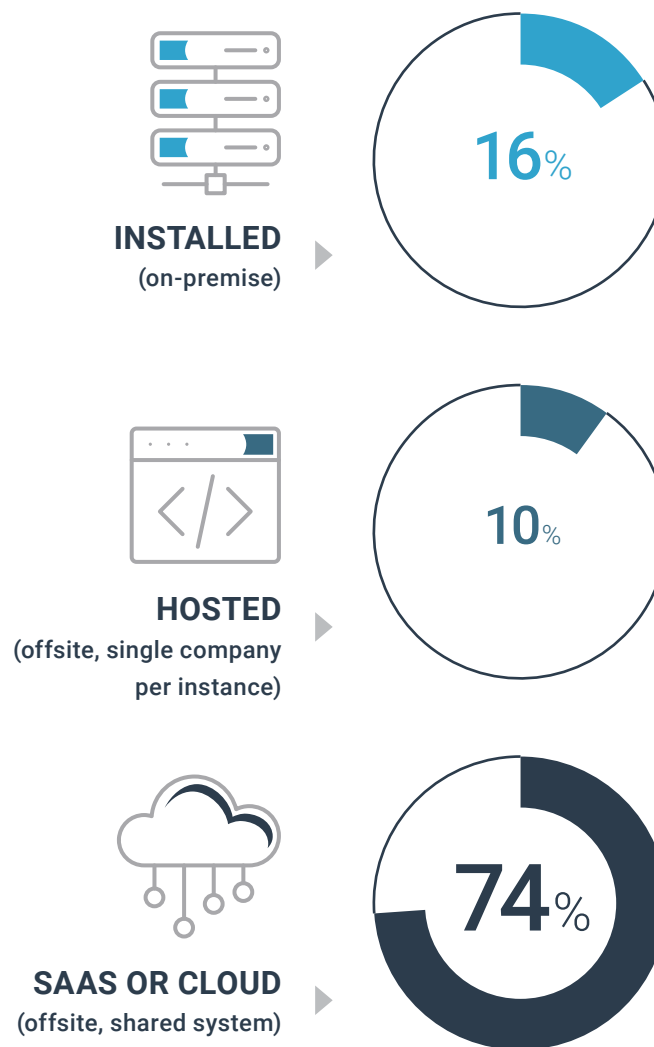 16%
INSTALLED
(on-premise)
10%
HOSTED
(offsite, single company
per instance)
74%
SAAS OR CLOUD
(offsite, shared system)